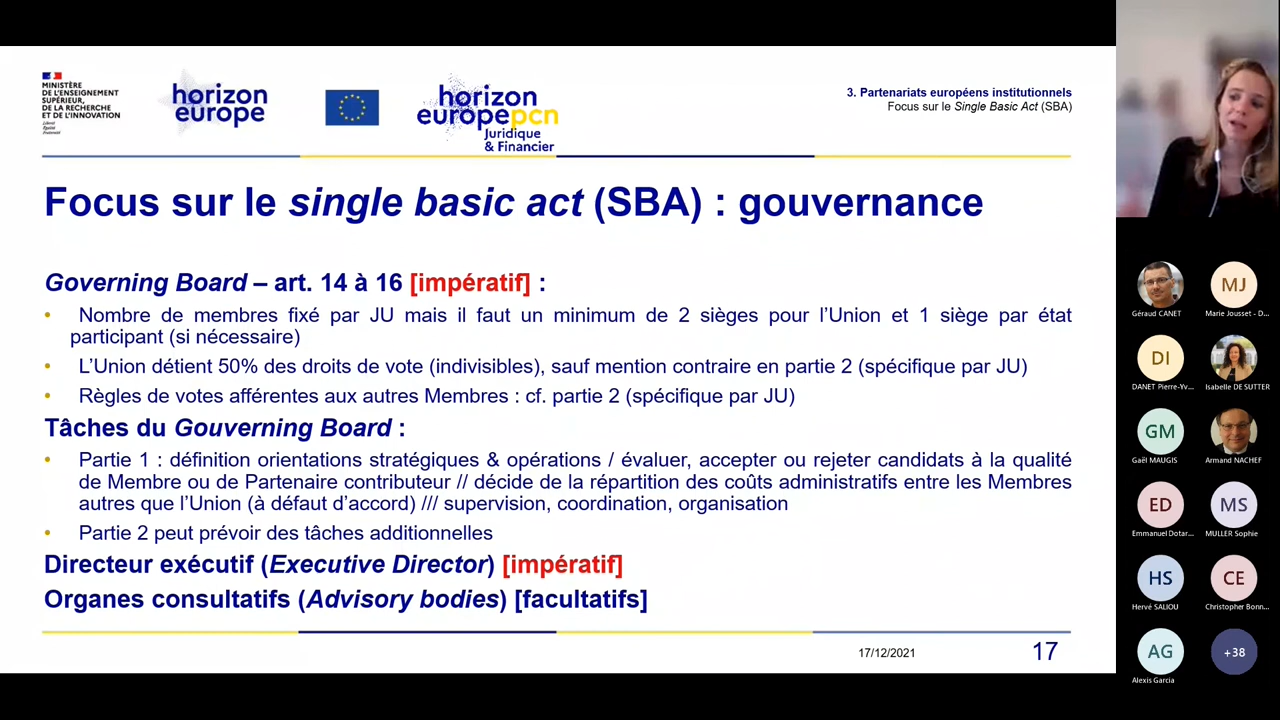 MINISTÈRE
DE L'ENSEIGNEMENT
SUPÉRIEUR,
DE LA RECHERCHE
ET DE L'INNOVATION
Liberté
Égalité
Fraternité
horizon
europe
horizon
europepcn
Juridique
& Financier
3. Partenariats européens institutionnels
Focus sur le Single Basic Act (SBA)
Focus sur le single basic act (SBA) : gouvernance
Governing Board – art. 14 à 16 [impératif] :
• Nombre de membres fixé par JU mais il faut un minimum de 2 sièges pour l'Union et 1 siège par état
participant (si nécessaire)
• L'Union détient 50% des droits de vote (indivisibles), sauf mention contraire en partie 2 (spécifique par JU)
• Règles de votes afférentes aux autres Membres : cf. partie 2 (spécifique par JU)
Tâches du Gouverning Board :
• Partie 1 : définition orientations stratégiques & opérations / évaluer, accepter ou rejeter candidats à la qualité
de Membre ou de Partenaire contributeur // décide de la répartition des coûts administratifs entre les Membres
autres que l'Union (à défaut d'accord) /// supervision, coordination, organisation
• Partie 2 peut prévoir des tâches additionnelles
Directeur exécutif (Executive Director) [impératif]
Organes consultatifs (Advisory bodies) [facultatifs]
17/12/2021
17
Géraud CANET
MJ
Marie Jousset - D...
DI
DANET Pierre-Yv...
Isabelle DE SUTTER
GM
Gaël MAUGIS
Armand NACHEF
ED
Emmanuel Dotar...
MS
MULLER Sophie
HS
Hervé SALIOU
CE
Christopher Bonn...
AG
Alexis Garcia
+38